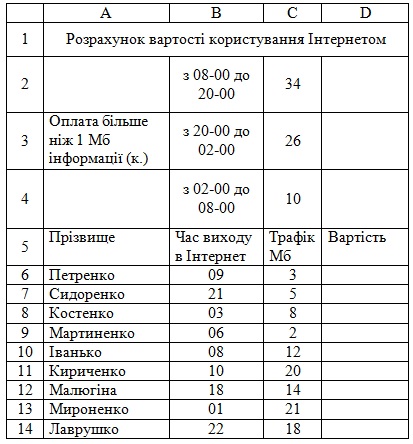 A B C D
1 Розрахунок вартості користування Інтернетом
2 з 08-00 до 20-00 34
3 Оплата більше ніж 1 Мб інформації (к.) з 20-00 до 02-00 26
4 з 02-00 до 08-00 10
5 Прізвище Час виходу в Інтернет Трафік Мб Вартість
6 Петренко 09 3
7 Сидоренко 21 5
8 Костенко 03 8
9 Мартиненко 06 2
10 Іванько 08 12
11 Кириченко 10 20
12 Малюгіна 18 14
13 Мироненко 01 21
14 Лаврушко 22 18